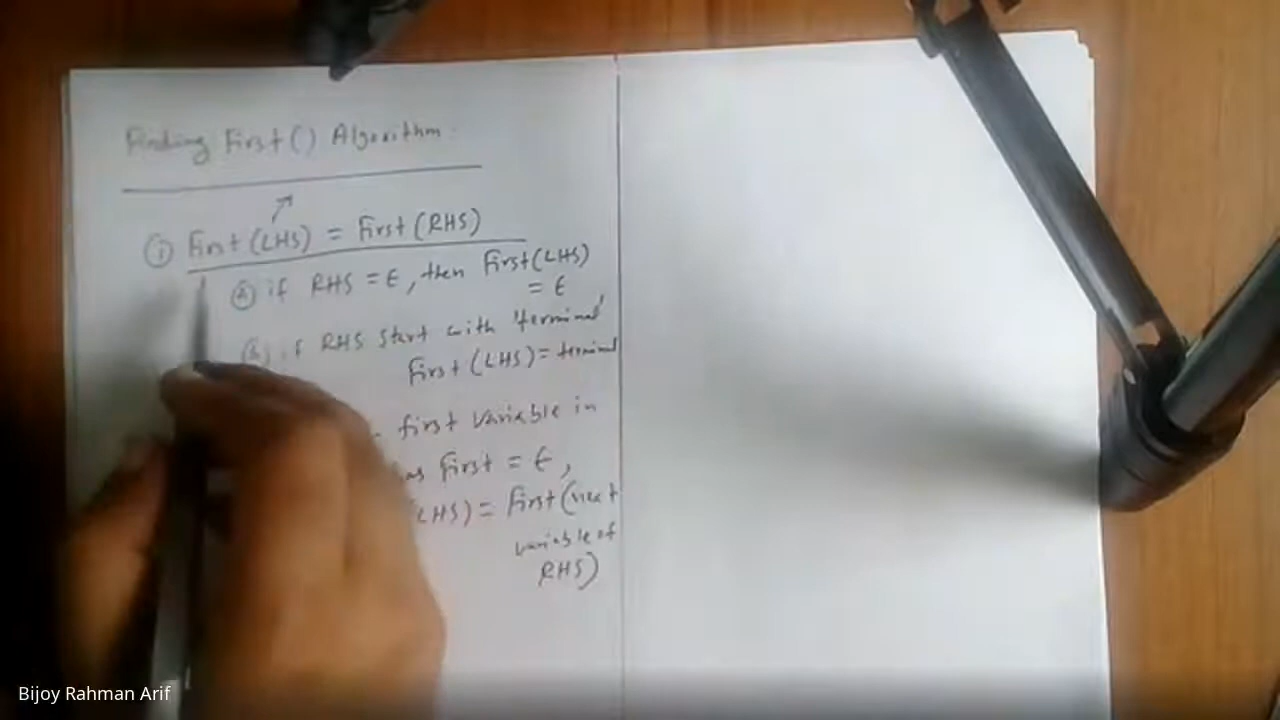 Finding First() Algorithm.
(i) First(LHS) = First(RHS)
(a) if RHS = ε, then First(LHS)
= ε
(b) if RHS start with 'terminal'
First(LHS) = terminal
first variable in
has First = ε,
(LHS) = First(next
variable of
RHS)
Bijoy Rahman Arif